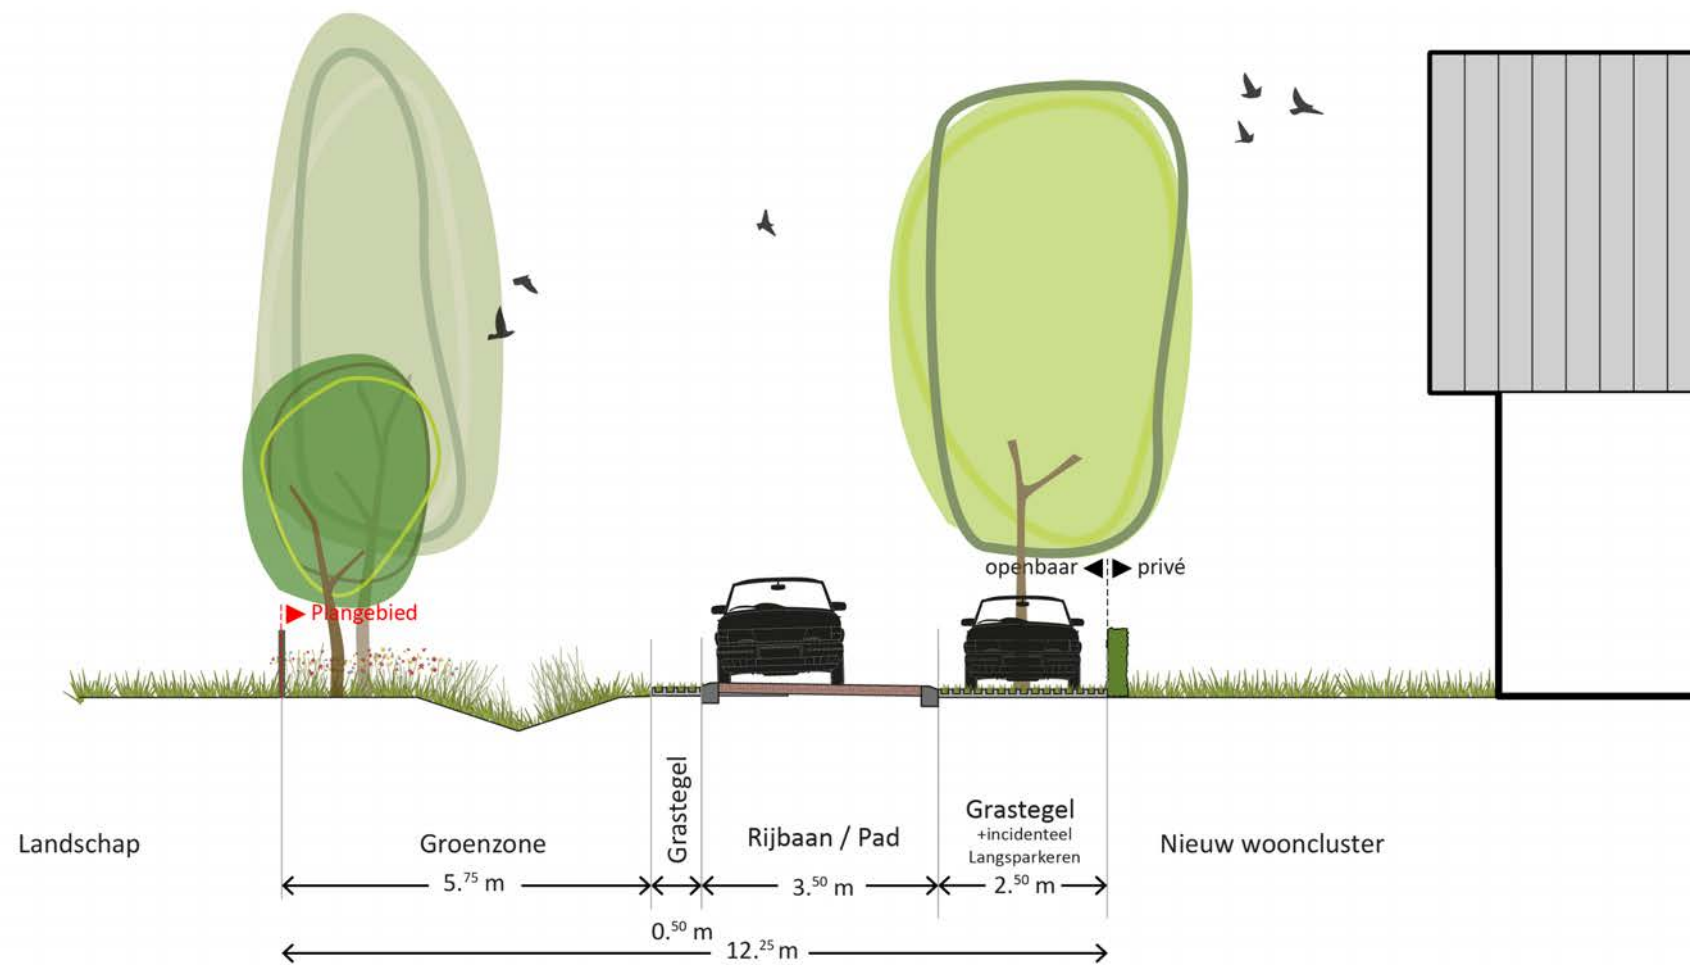 openbaar ◀▶ privé
▶ Plangebied
Landschap
Groenzone
Grastegel
Rijbaan / Pad
Grastegel
+incidenteel
Langsparkeren
Nieuw wooncluster
5.⁷⁵ m
3.⁵⁰ m
2.⁵⁰ m
0.⁵⁰ m
12.²⁵ m